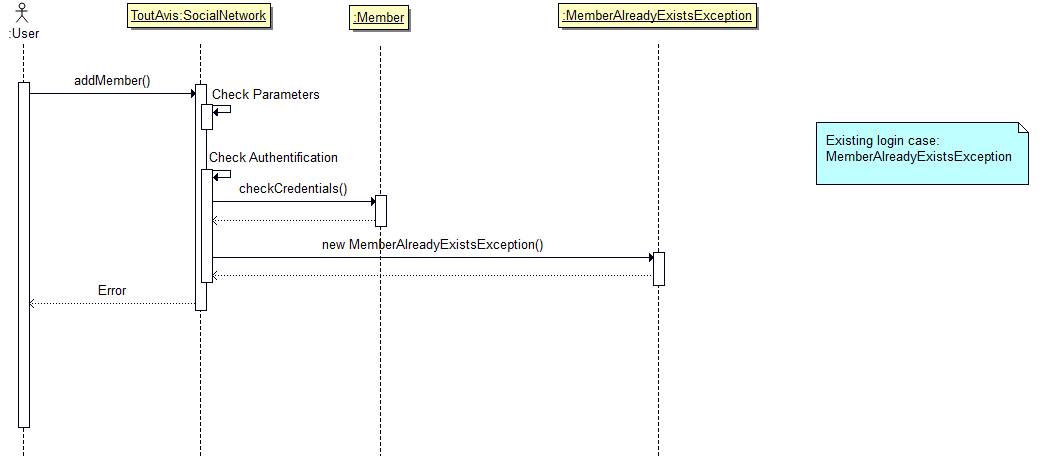 :User
ToutAvis:SocialNetwork
:Member
:MemberAlreadyExistsException
addMember()
Check Parameters
Existing login case:
MemberAlreadyExistsException
Check Authentification
checkCredentials()
new MemberAlreadyExistsException()
Error